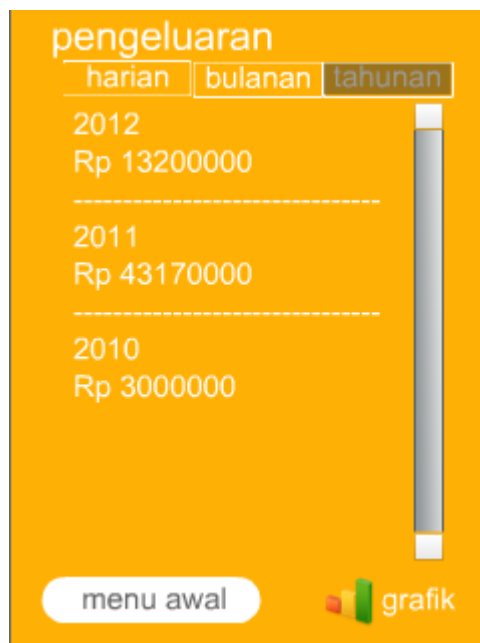 pengeluaran
harian bulanan tahunan
2012
Rp 13200000
-------------------------------
2011
Rp 43170000
-------------------------------
2010
Rp 3000000
menu awal grafik